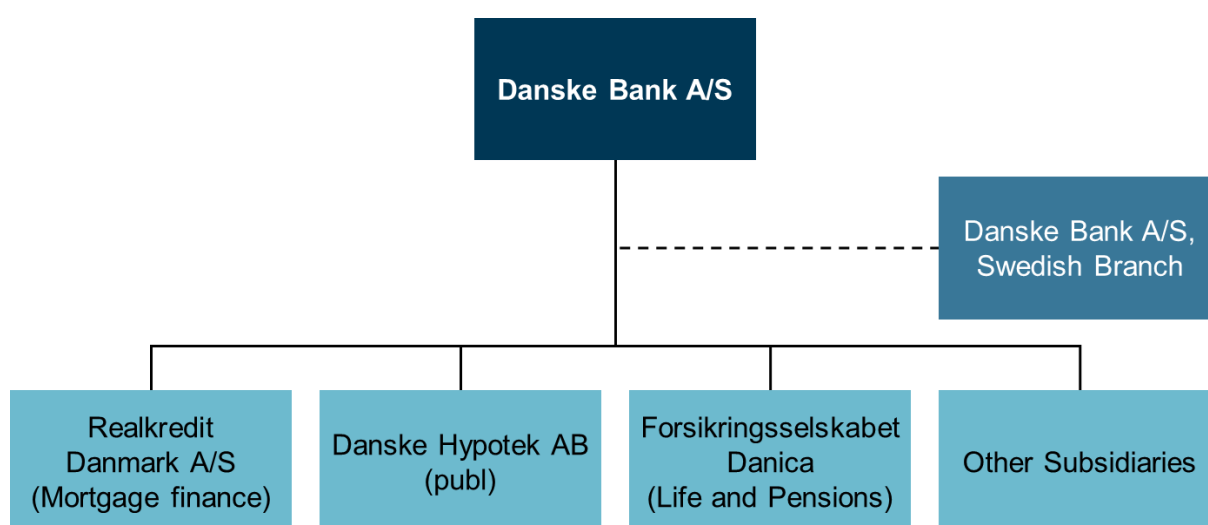 Danske Bank A/S
Danske Bank A/S,
Swedish Branch
Realkredit
Danmark A/S
(Mortgage finance)
Danske Hypotek AB
(publ)
Forsikringsselskabet
Danica
(Life and Pensions)
Other Subsidiaries